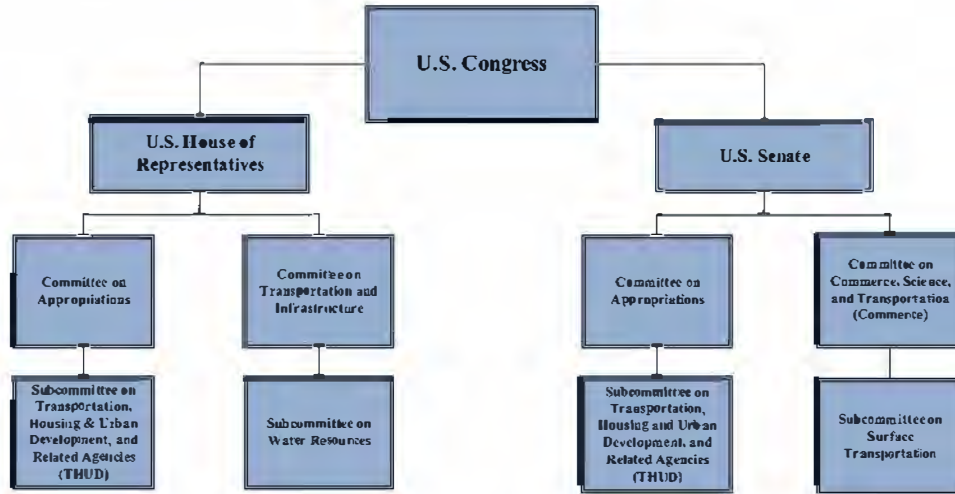 U.S. Congress
U.S. House of
Representatives
U.S. Senate
Committee on
Appropriations
Committee on
Transportation and
Infrastructure
Committee on
Appropriations
Committee on
Commerce, Science,
and Transportation
(Commerce)
Subcommittee on
Transportation,
Housing & Urban
Development, and
Related Agencies
(THUD)
Subcommittee on
Water Resources
Subcommittee on
Transportation,
Housing and Urban
Development, and
Related Agencies
(THUD)
Subcommittee on
Surface
Transportation